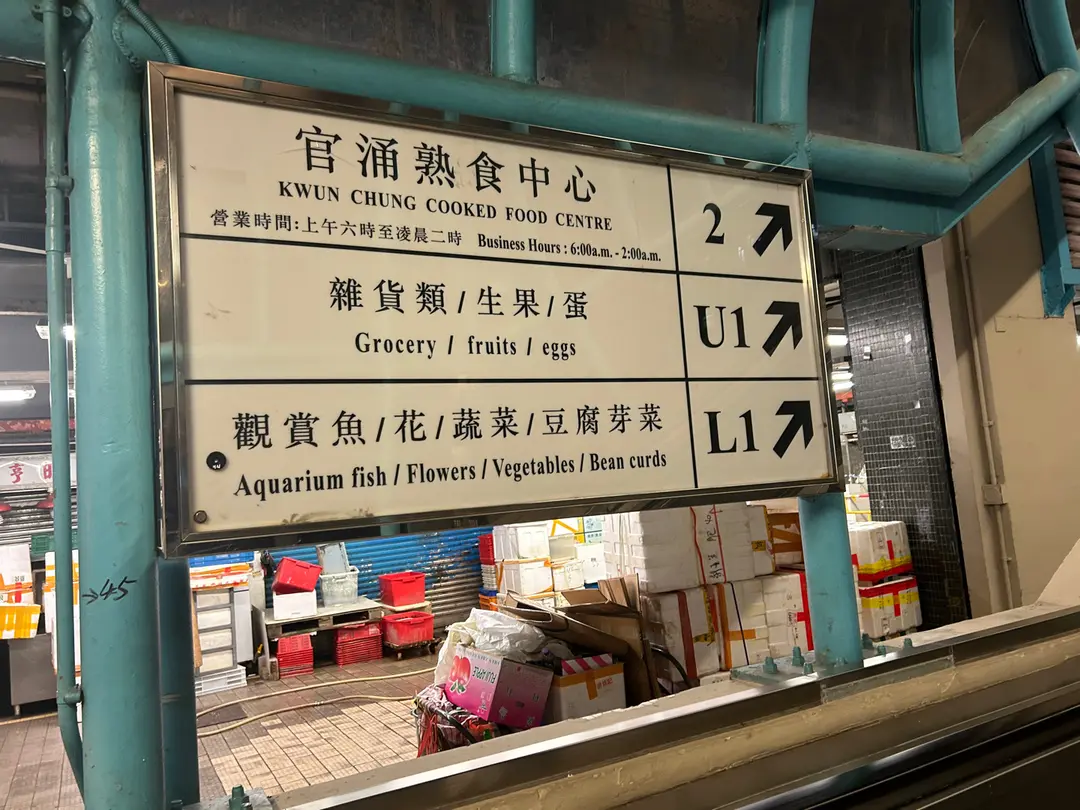 官涌熟食中心
KWUN CHUNG COOKED FOOD CENTRE
營業時間:上午六時至凌晨二時 Business Hours : 6:00a.m. - 2:00a.m.
2
雜貨類/生果/蛋
Grocery / fruits / eggs
U1
觀賞魚/花/蔬菜/豆腐芽菜
Aquarium fish / Flowers / Vegetables / Bean curds
L1
45
FUJI APPLE